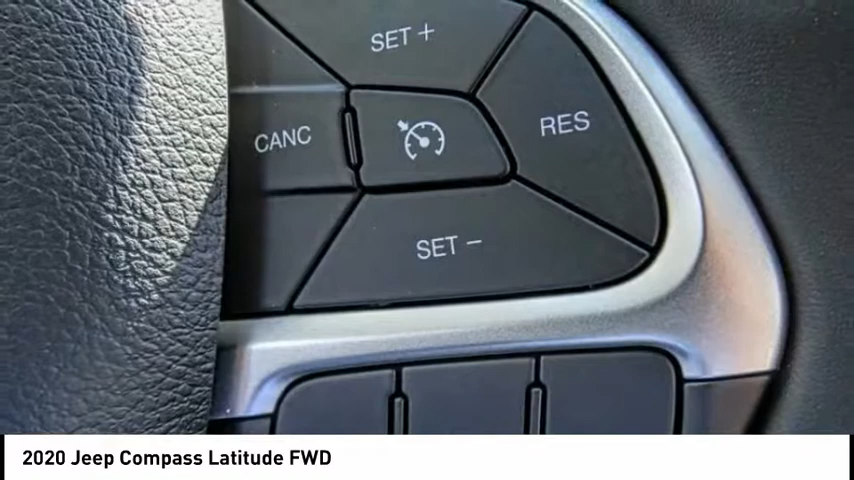 SET +
CANC
RES
SET −
2020 Jeep Compass Latitude FWD